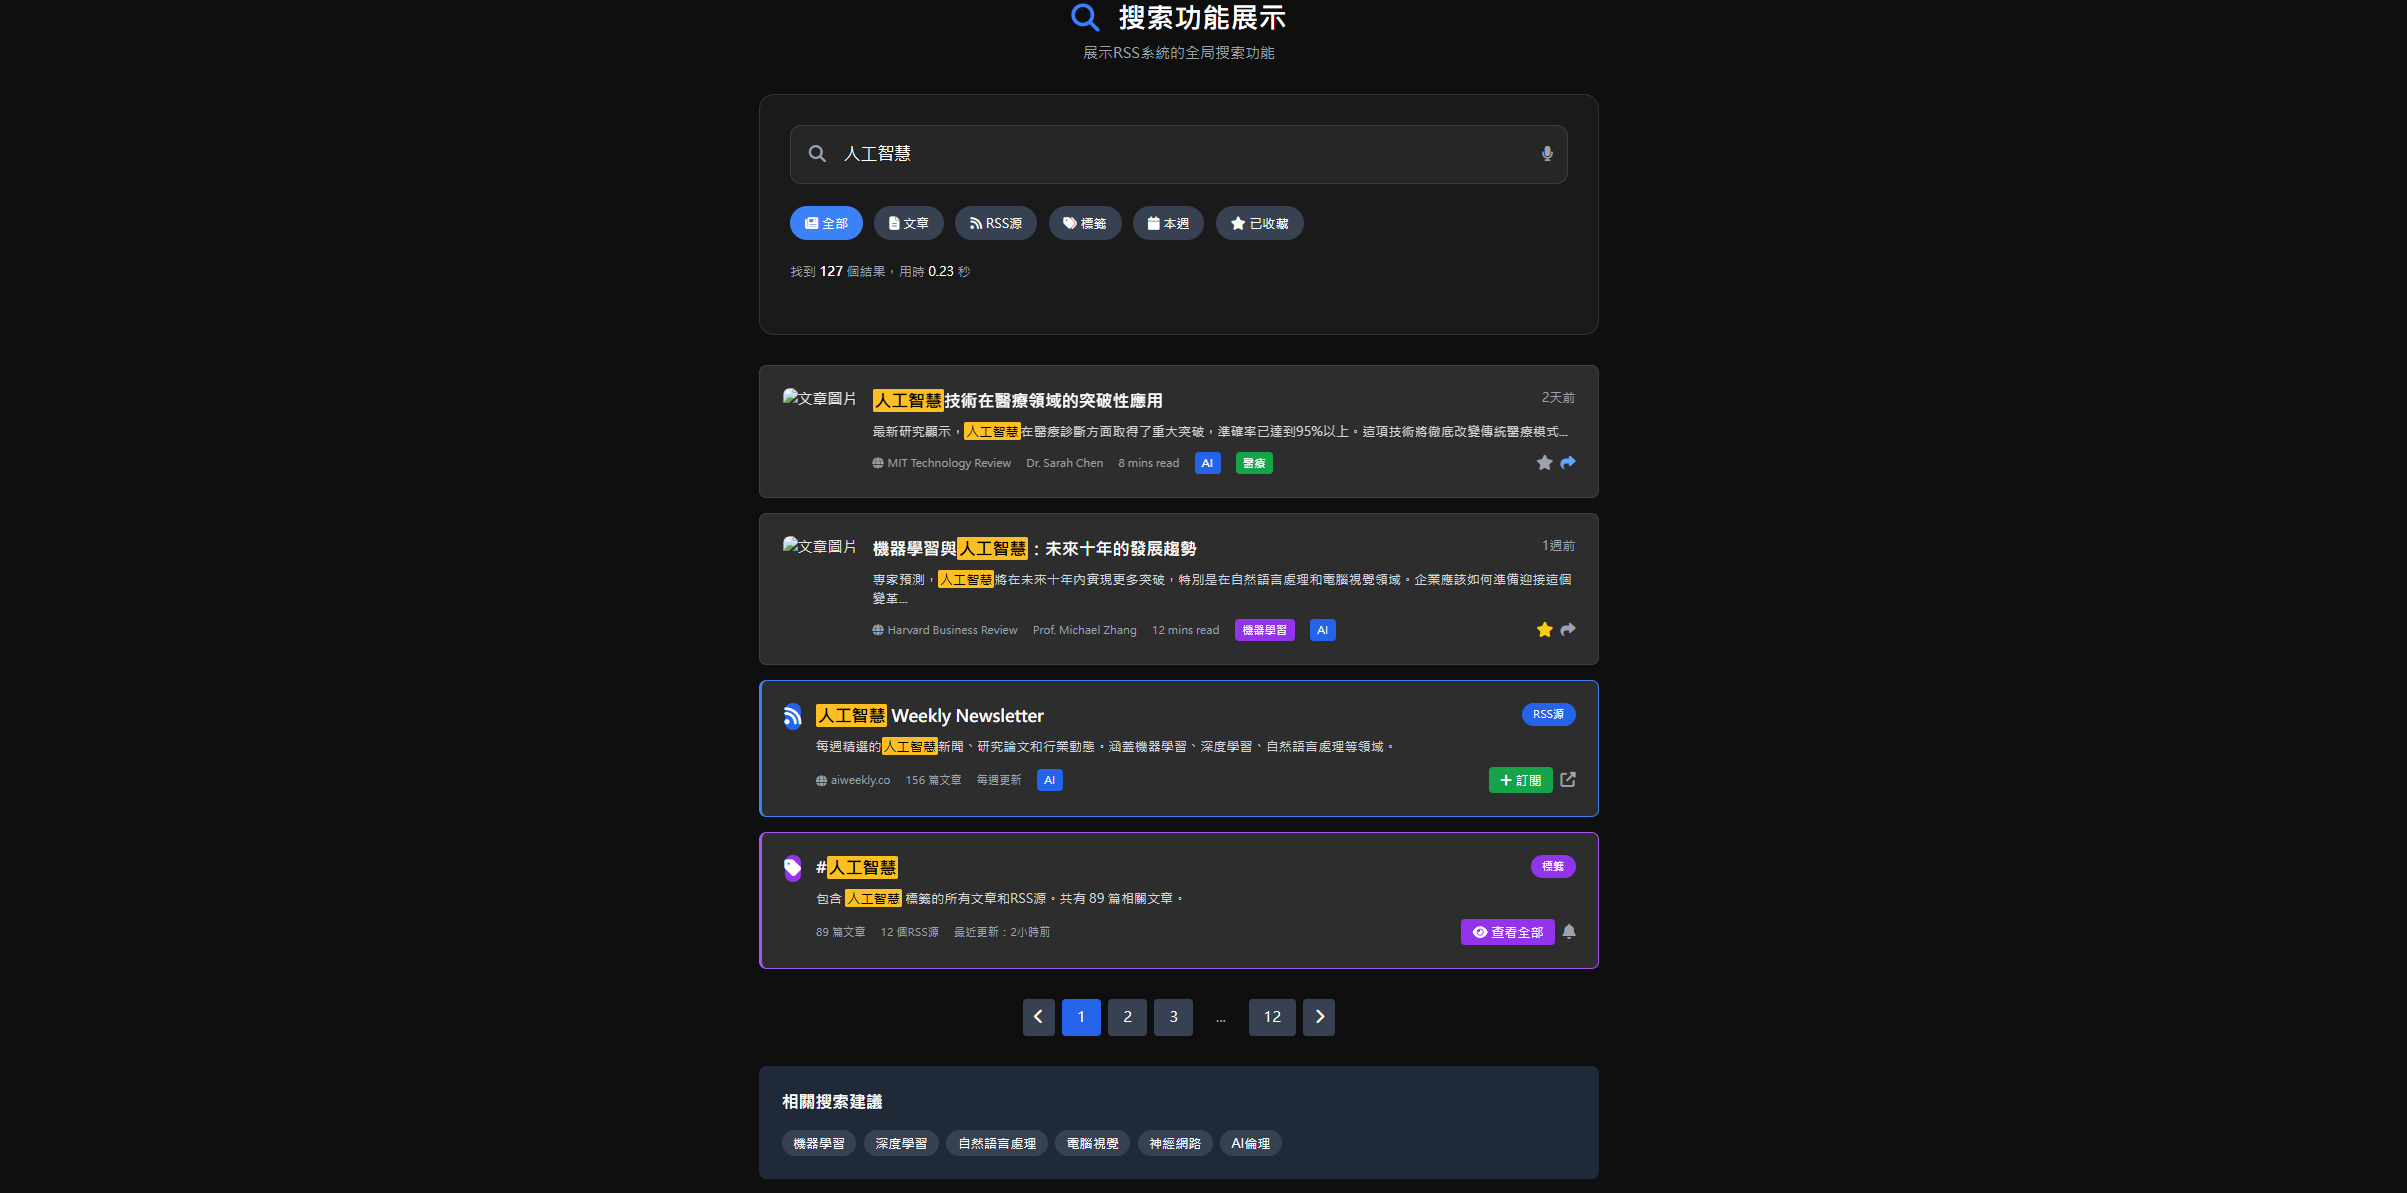 搜索功能展示
展示RSS系統的全局搜索功能
人工智慧
全部 文章 RSS源 標籤 本週 已收藏
找到 127 個結果，用時 0.23 秒
文章圖片
人工智慧技術在醫療領域的突破性應用
2天前
最新研究顯示，人工智慧在醫療診斷方面取得了重大突破，準確率已達到95%以上。這項技術將徹底改變傳統醫療模式...
MIT Technology Review Dr. Sarah Chen 8 mins read AI 醫療
文章圖片
機器學習與人工智慧：未來十年的發展趨勢
1週前
專家預測，人工智慧將在未來十年內實現更多突破，特別是在自然語言處理和電腦視覺領域。企業應該如何準備迎接這個
變革...
Harvard Business Review Prof. Michael Zhang 12 mins read 機器學習 AI
人工智慧 Weekly Newsletter
RSS源
每週精選的人工智慧新聞、研究論文和行業動態。涵蓋機器學習、深度學習、自然語言處理等領域。
aiweekly.co 156 篇文章 每週更新 AI
訂閱
#人工智慧
標籤
包含 人工智慧 標籤的所有文章和RSS源。共有 89 篇相關文章。
89 篇文章 12 個RSS源 最近更新：2小時前
查看全部
1 2 3 ... 12
相關搜索建議
機器學習 深度學習 自然語言處理 電腦視覺 神經網路 AI倫理